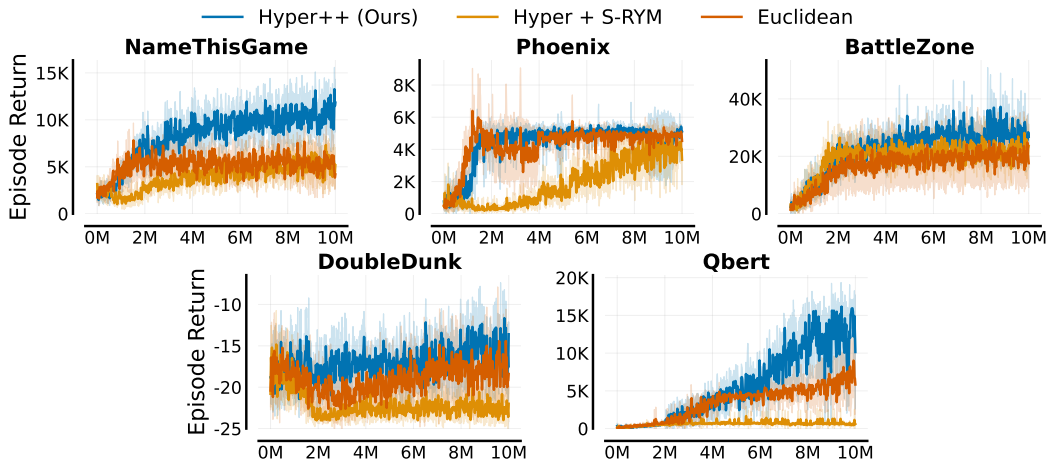 Hyper++ (Ours) Hyper + S-RYM Euclidean
NameThisGame Phoenix BattleZone
Episode Return
15K
10K
5K
0
0M 2M 4M 6M 8M 10M
8K
6K
4K
2K
0
0M 2M 4M 6M 8M 10M
40K
20K
0
0M 2M 4M 6M 8M 10M
DoubleDunk Qbert
Episode Return
-10
-15
-20
-25
0M 2M 4M 6M 8M 10M
20K
15K
10K
5K
0
0M 2M 4M 6M 8M 10M